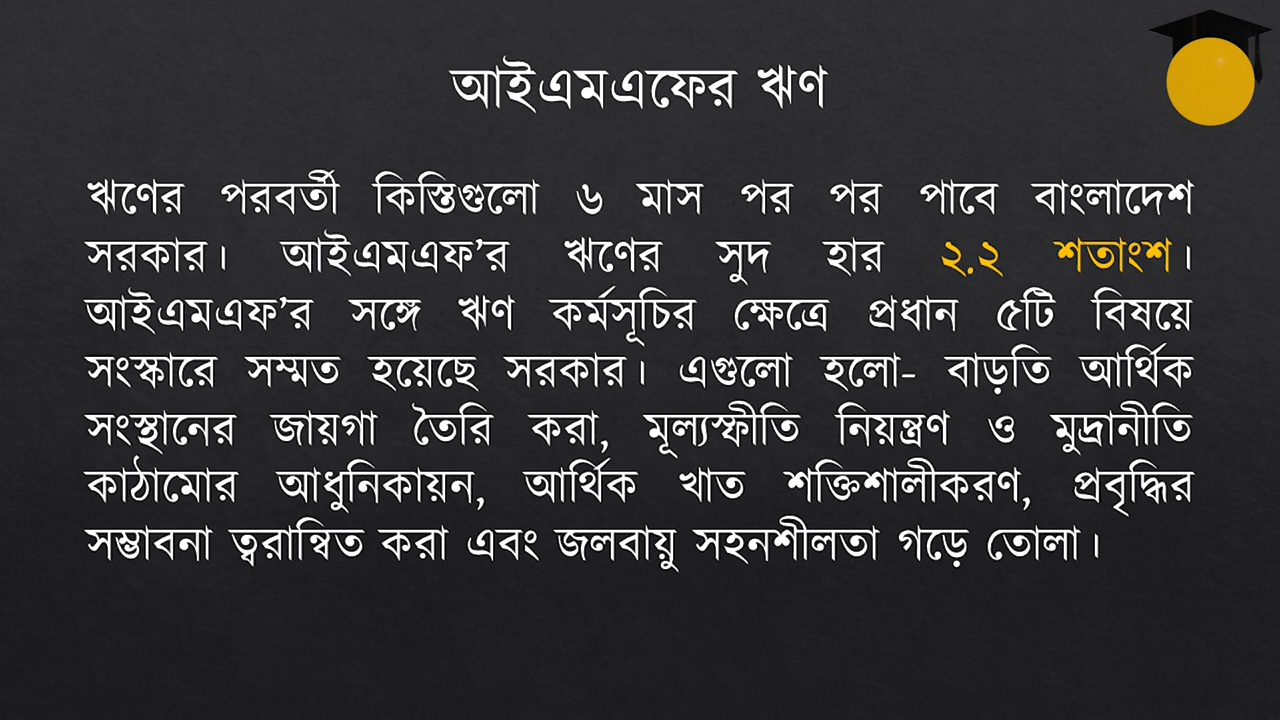 আইএমএফের ঋণ
ঋণের পরবর্তী কিস্তিগুলো ৬ মাস পর পর পাবে বাংলাদেশ
সরকার। আইএমএফ’র ঋণের সুদ হার ২.২ শতাংশ।
আইএমএফ’র সঙ্গে ঋণ কর্মসূচির ক্ষেত্রে প্রধান ৫টি বিষয়ে
সংস্কারে সম্মত হয়েছে সরকার। এগুলো হলো- বাড়তি আর্থিক
সংস্থানের জায়গা তৈরি করা, মূল্যস্ফীতি নিয়ন্ত্রণ ও মুদ্রানীতি
কাঠামোর আধুনিকায়ন, আর্থিক খাত শক্তিশালীকরণ, প্রবৃদ্ধির
সম্ভাবনা ত্বরান্বিত করা এবং জলবায়ু সহনশীলতা গড়ে তোলা।